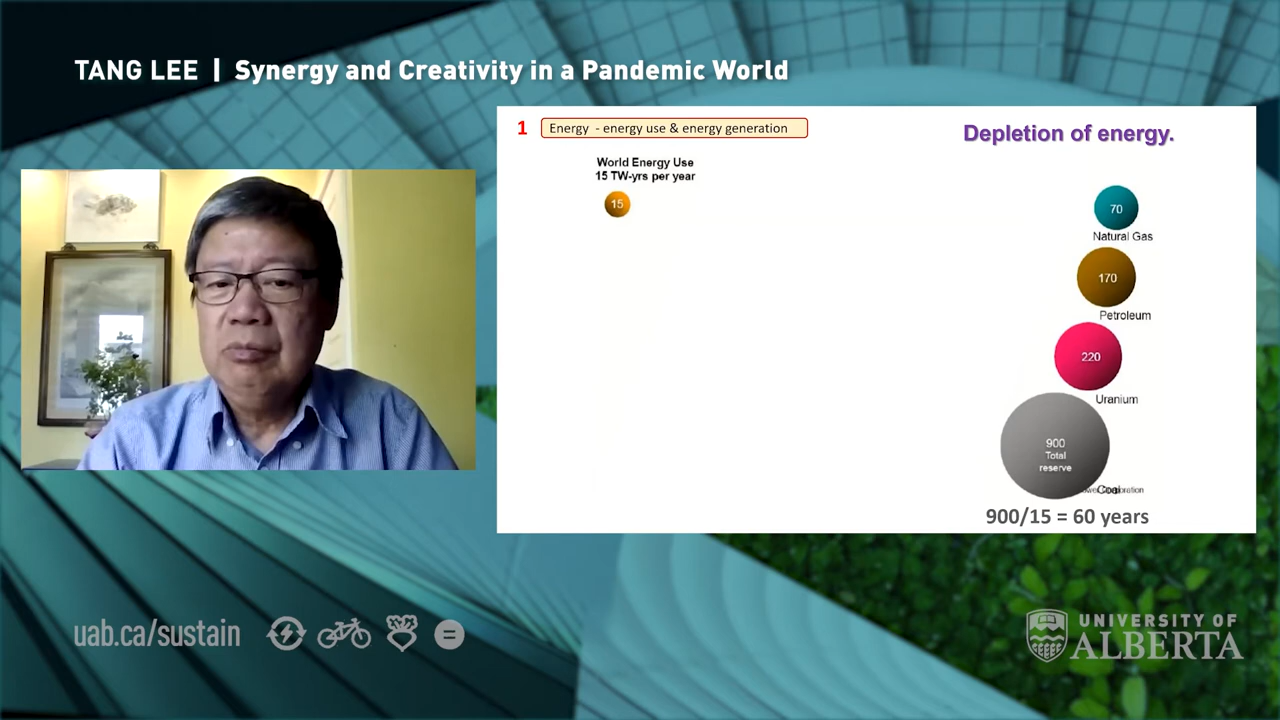 TANG LEE | Synergy and Creativity in a Pandemic World
1
Energy - energy use & energy generation
Depletion of energy.
World Energy Use
15 TW-yrs per year
15
70
Natural Gas
170
Petroleum
220
Uranium
900
Total
reserve
Coal
900/15 = 60 years
uab.ca/sustain
UNIVERSITY OF
ALBERTA